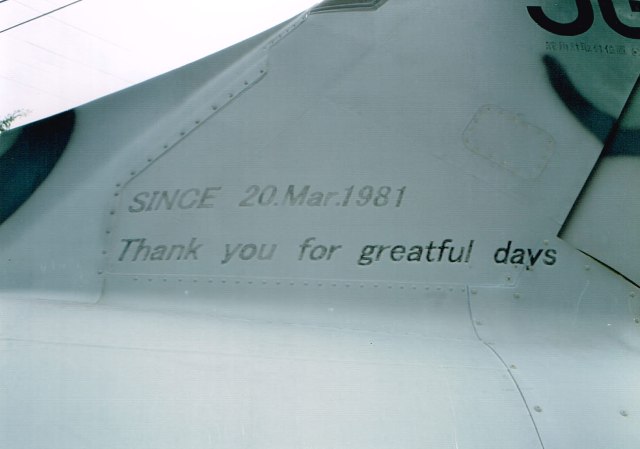 SINCE 20.Mar.1981
Thank you for greatful days